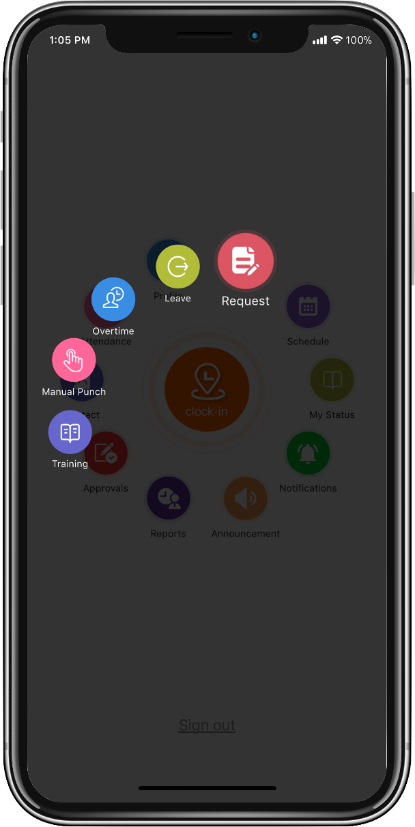 1:05 PM
100%
Leave
Request
Overtime
Schedule
Manual Punch
clock-in
My Status
Training
Approvals
Notifications
Reports
Announcement
Sign out